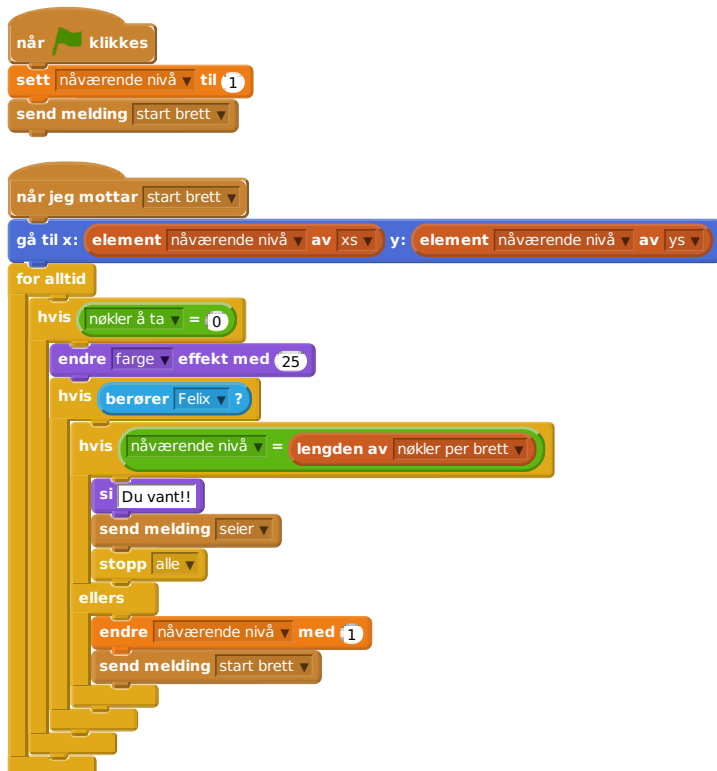 når klikkes
sett nåværende nivå til 1
send melding start brett
når jeg mottar start brett
gå til x: element nåværende nivå av xs y: element nåværende nivå av ys
for alltid
hvis nøkler å ta = 0
endre farge effekt med 25
hvis berører Felix ?
hvis nåværende nivå = lengden av nøkler per brett
si Du vant!!
send melding seier
stopp alle
ellers
endre nåværende nivå med 1
send melding start brett